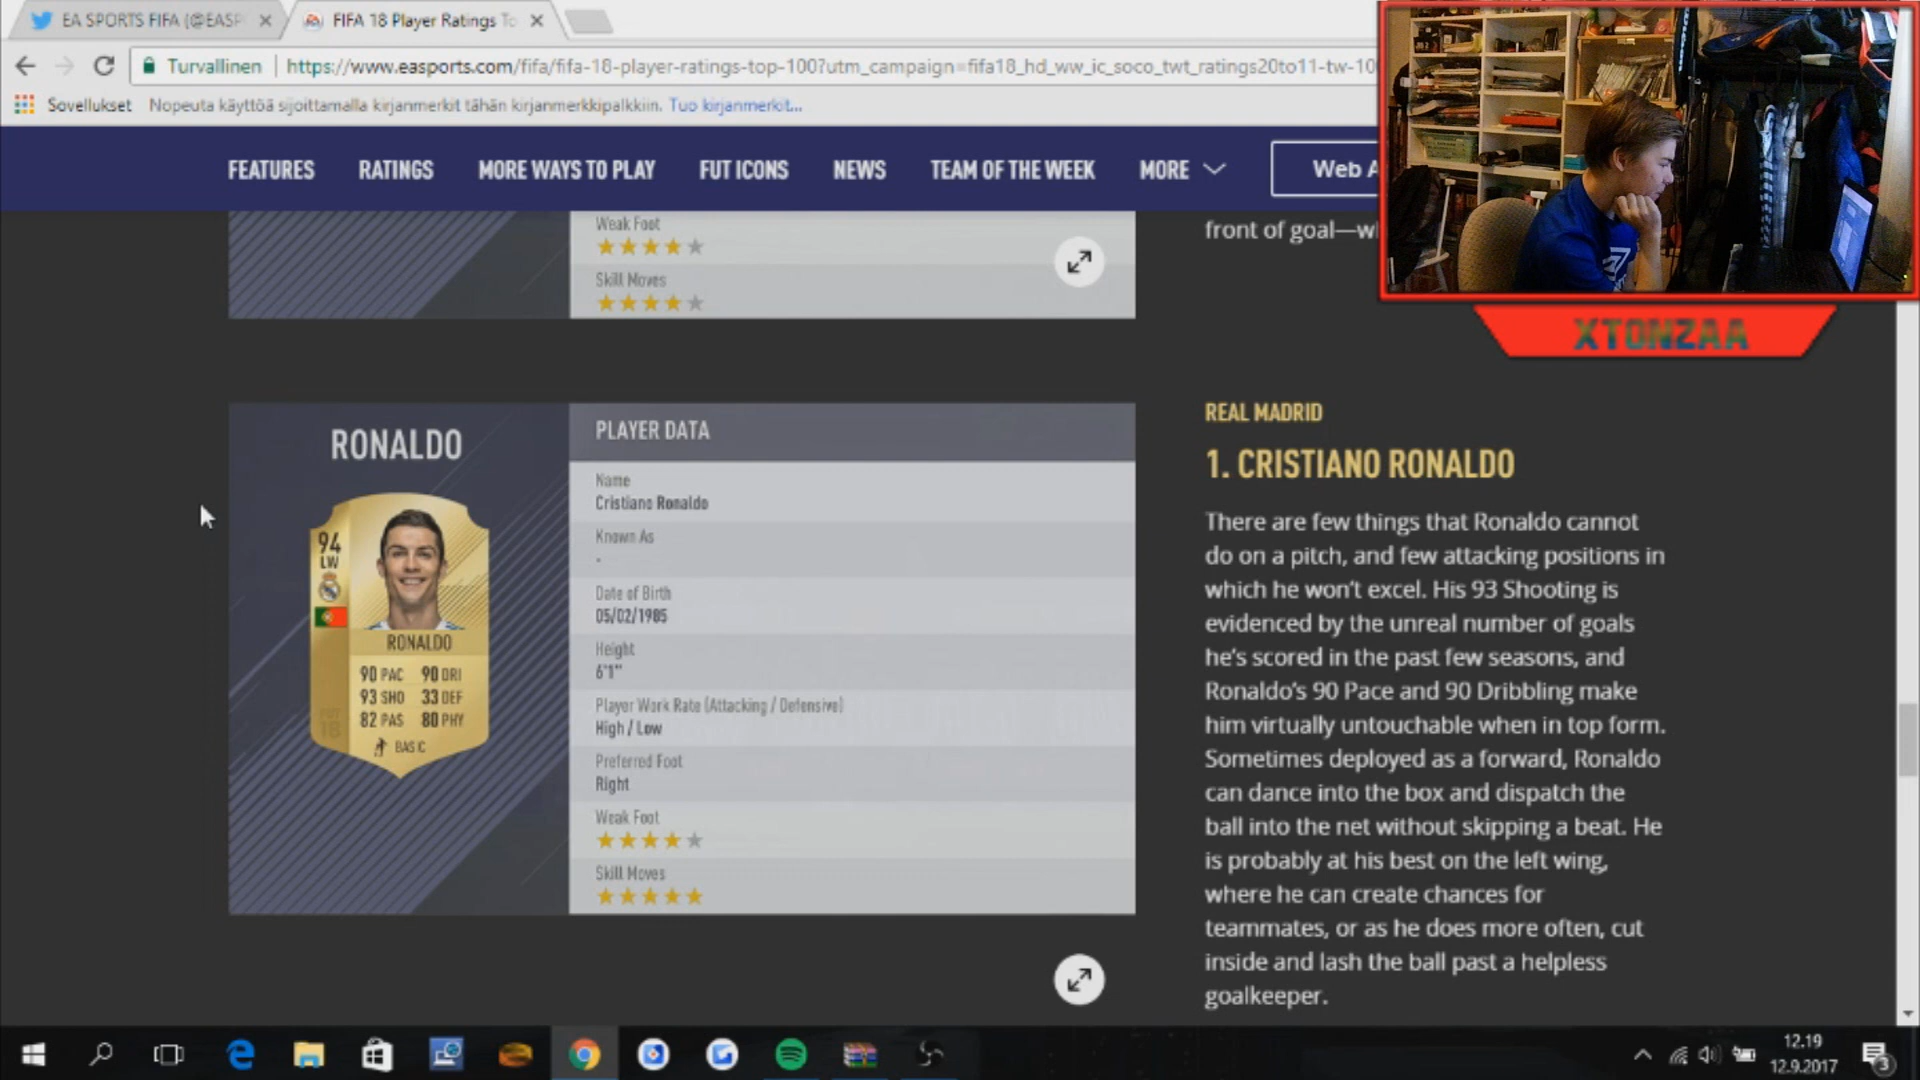 EA SPORTS FIFA (@EASP
FIFA 18 Player Ratings To
Turvallinen
https://www.easports.com/fifa/fifa-18-player-ratings-top-100?utm_campaign=fifa18_hd_ww_ic_soco_twt_ratings20to11-tw-10
Sovellukset
Nopeuta käyttöä sijoittamalla kirjanmerkit tähän kirjanmerkkipalkkiin. Tuo kirjanmerkit...
FEATURES
RATINGS
MORE WAYS TO PLAY
FUT ICONS
NEWS
TEAM OF THE WEEK
MORE
Web A
Weak Foot
Skill Moves
front of goal—w
XTONZAA
RONALDO
94
LW
RONALDO
90 PAC 90 DRI
93 SHO 33 DEF
82 PAS 80 PHY
BASIC
FUT
18
PLAYER DATA
Name
Cristiano Ronaldo
Known As
-
Date of Birth
05/02/1985
Height
6'1"
Player Work Rate (Attacking / Defensive)
High / Low
Preferred Foot
Right
Weak Foot
Skill Moves
REAL MADRID
1. CRISTIANO RONALDO
There are few things that Ronaldo cannot
do on a pitch, and few attacking positions in
which he won't excel. His 93 Shooting is
evidenced by the unreal number of goals
he's scored in the past few seasons, and
Ronaldo's 90 Pace and 90 Dribbling make
him virtually untouchable when in top form.
Sometimes deployed as a forward, Ronaldo
can dance into the box and dispatch the
ball into the net without skipping a beat. He
is probably at his best on the left wing,
where he can create chances for
teammates, or as he does more often, cut
inside and lash the ball past a helpless
goalkeeper.
12.19
12.9.2017
3